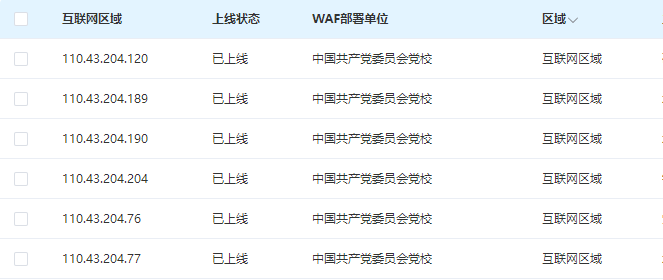 互联网区域 上线状态 WAF部署单位 区域
110.43.204.120 已上线 中国共产党委员会党校 互联网区域
110.43.204.189 已上线 中国共产党委员会党校 互联网区域
110.43.204.190 已上线 中国共产党委员会党校 互联网区域
110.43.204.204 已上线 中国共产党委员会党校 互联网区域
110.43.204.76 已上线 中国共产党委员会党校 互联网区域
110.43.204.77 已上线 中国共产党委员会党校 互联网区域